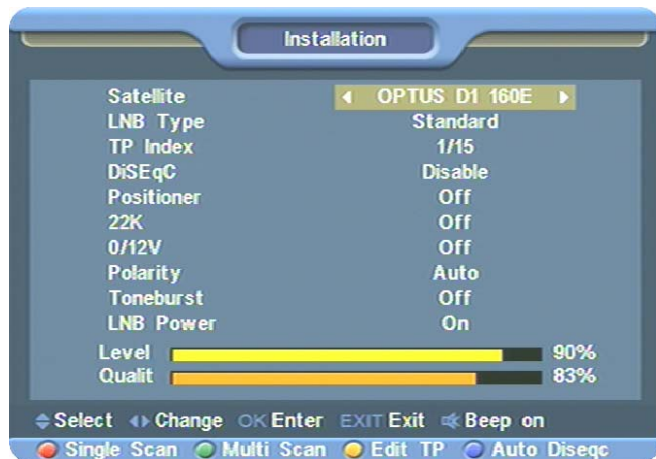 Installation
Satellite OPTUS D1 160E
LNB Type Standard
TP Index 1/15
DiSEqC Disable
Positioner Off
22K Off
0/12V Off
Polarity Auto
Toneburst Off
LNB Power On
Level 90%
Qualit 83%
Select Change OK Enter EXIT Exit Beep on
Single Scan Multi Scan Edit TP Auto Diseqc